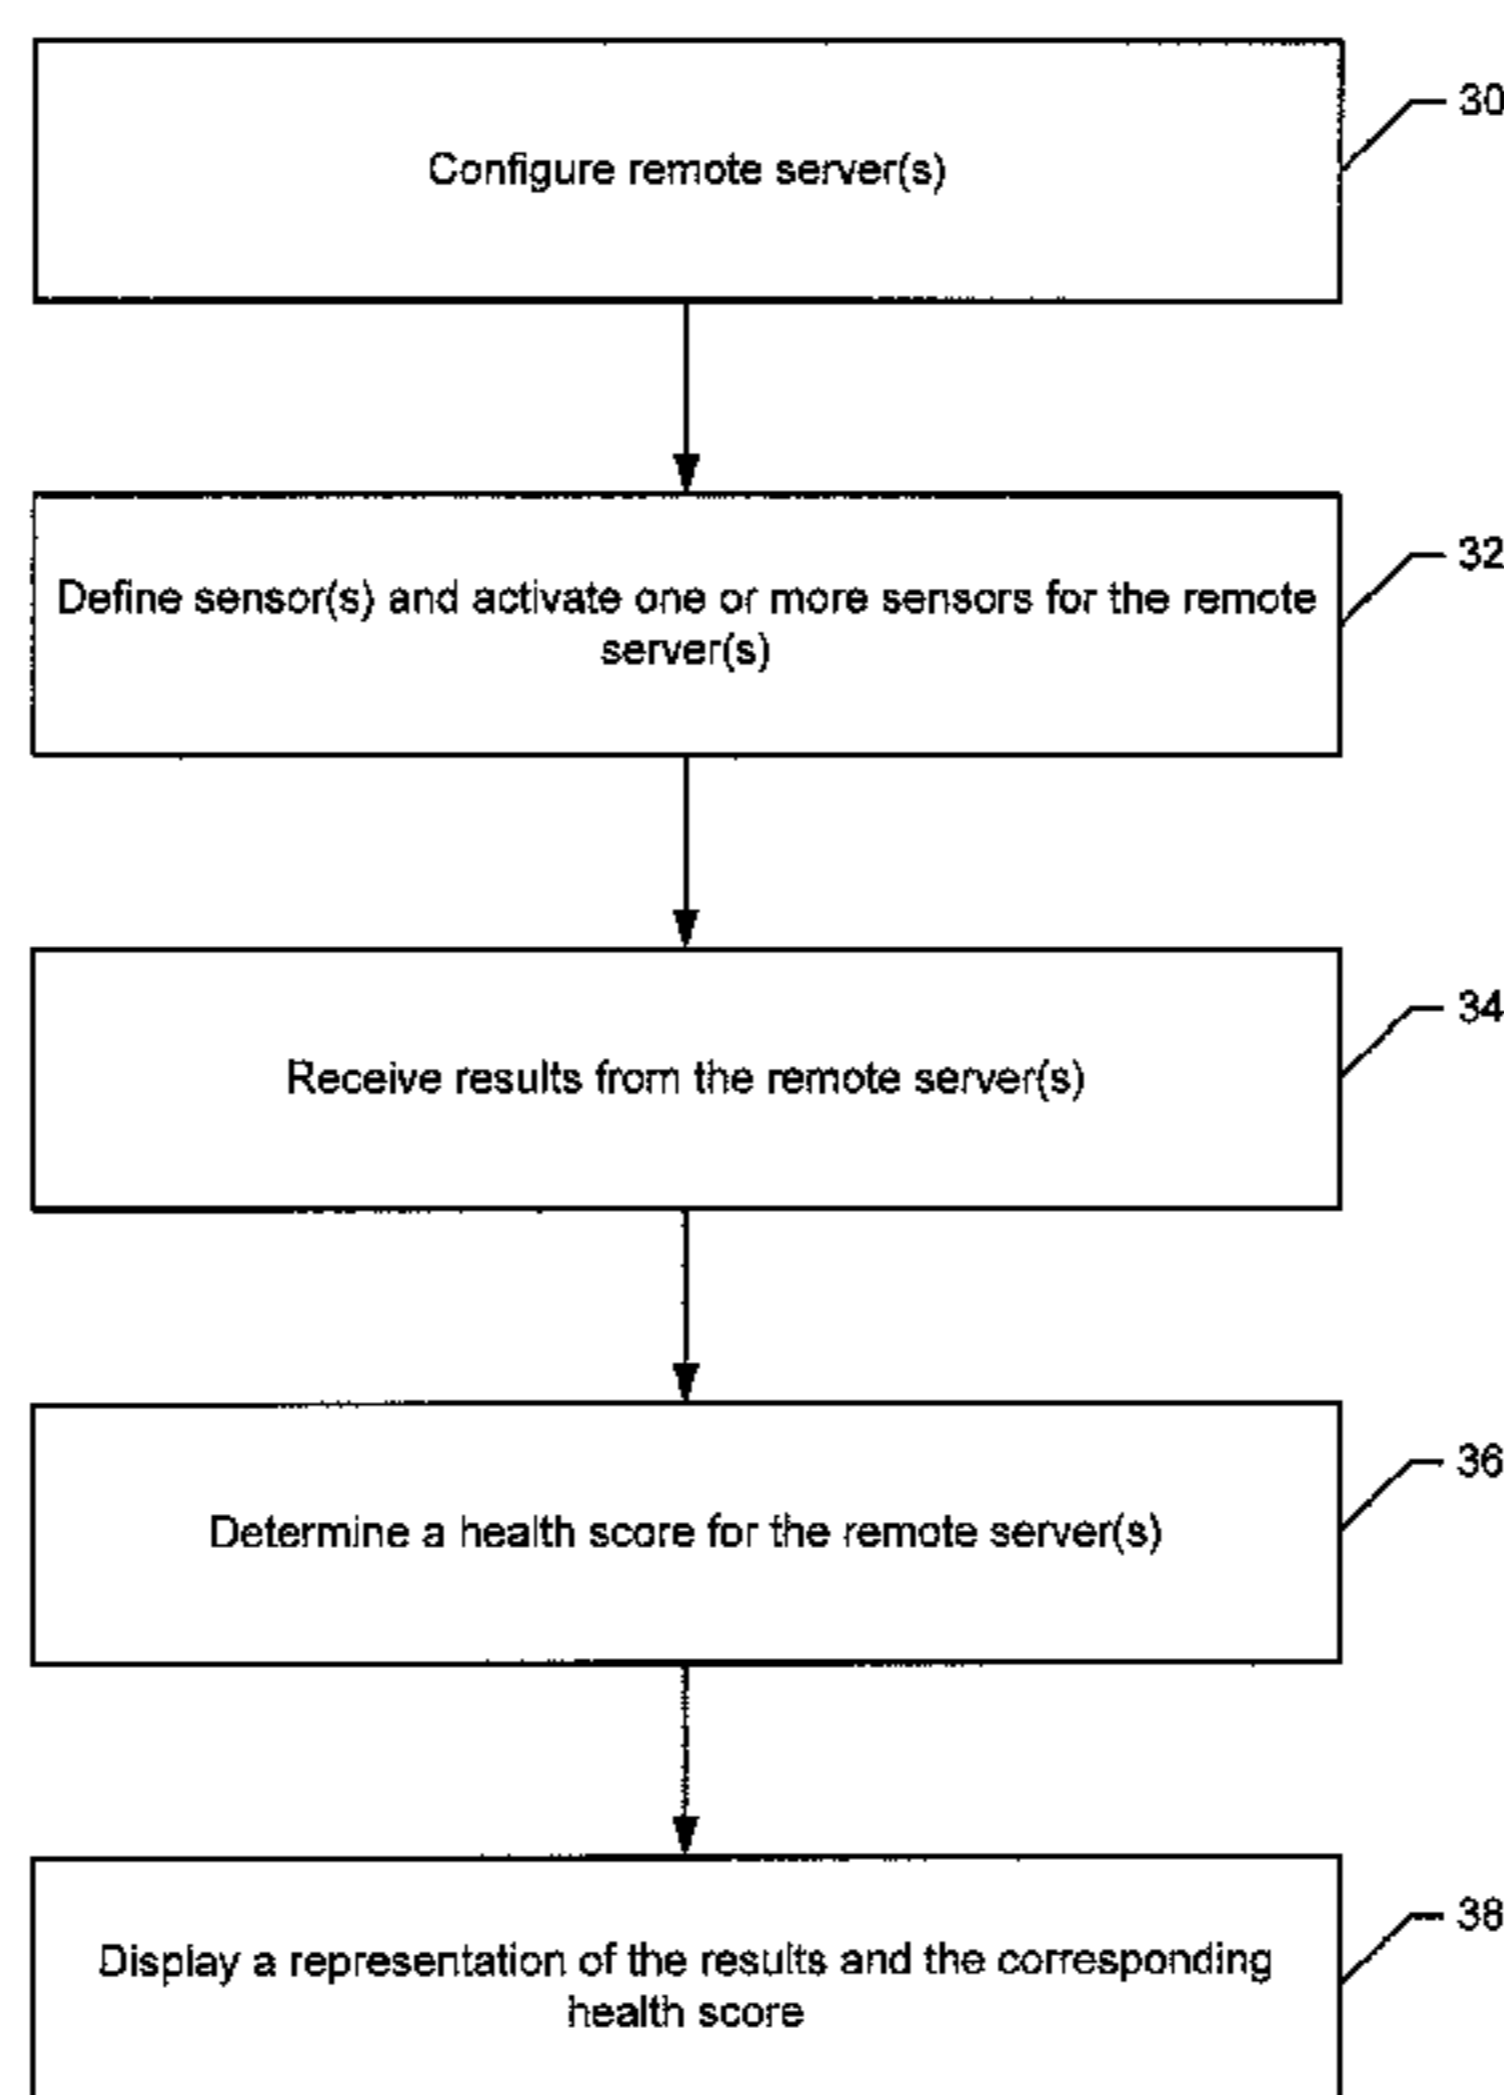 30
Configure remote server(s)
32
Define sensor(s) and activate one or more sensors for the remote
server(s)
34
Receive results from the remote server(s)
36
Determine a health score for the remote server(s)
38
Display a representation of the results and the corresponding
health score